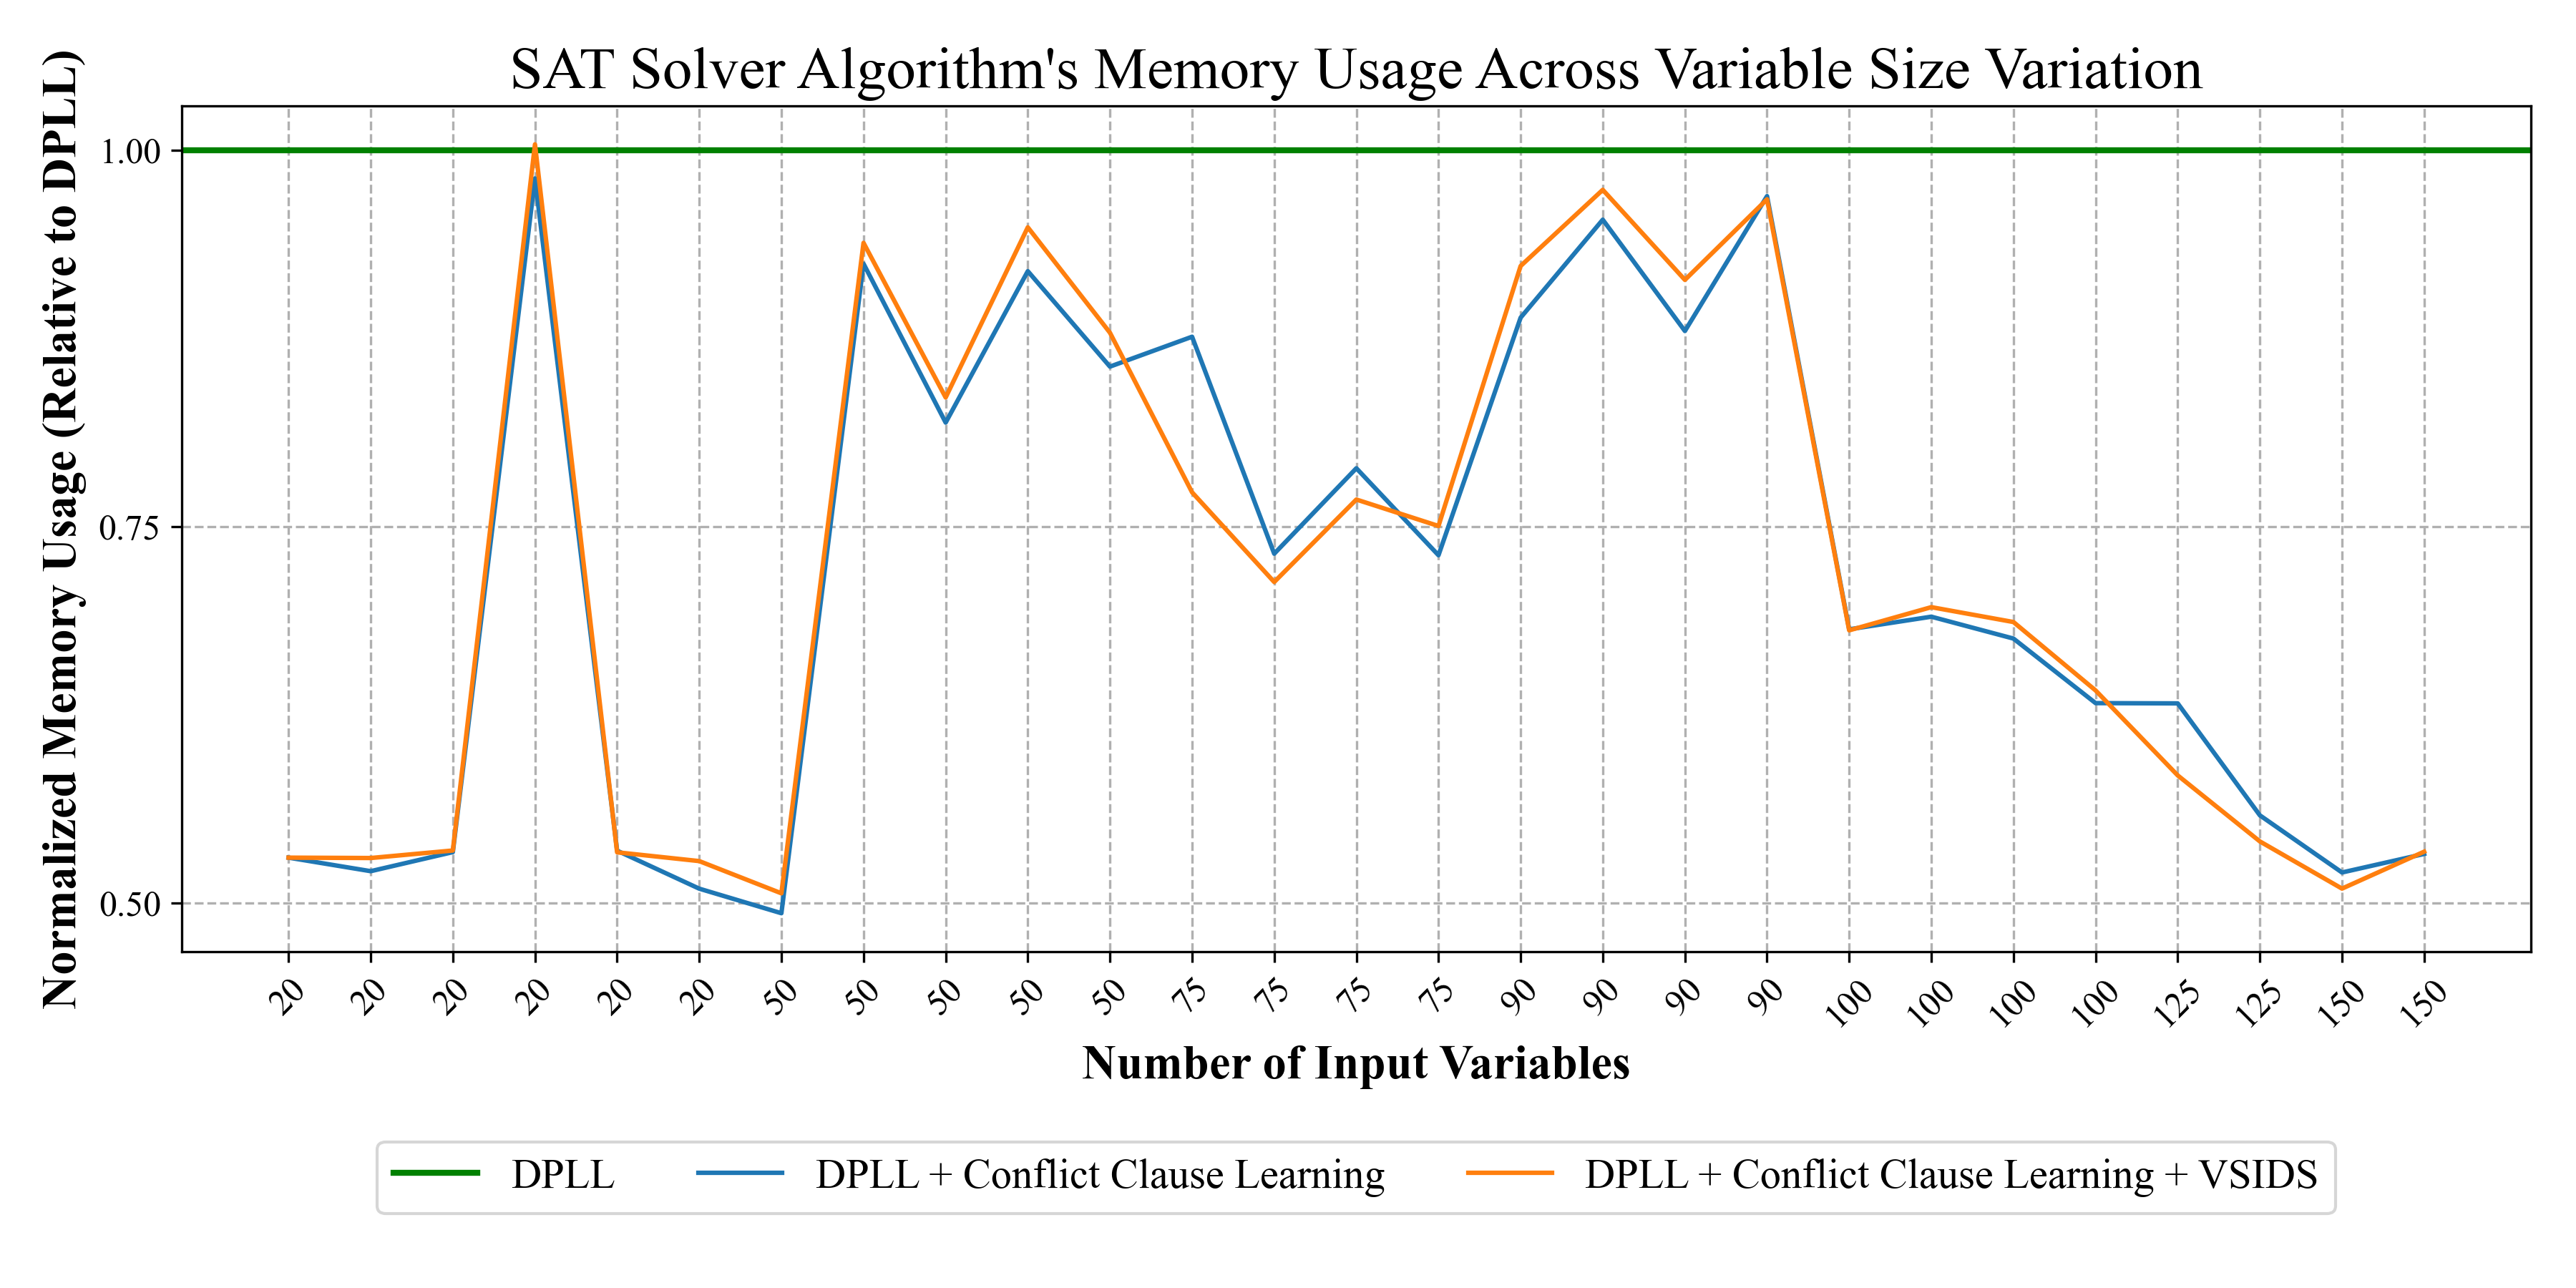 SAT Solver Algorithm's Memory Usage Across Variable Size Variation
Normalized Memory Usage (Relative to DPLL)
1.00
0.75
0.50
20 20 20 20 20 20 50 50 50 50 50 75 75 75 75 90 90 90 90 100 100 100 100 125 125 150 150
Number of Input Variables
DPLL DPLL + Conflict Clause Learning DPLL + Conflict Clause Learning + VSIDS